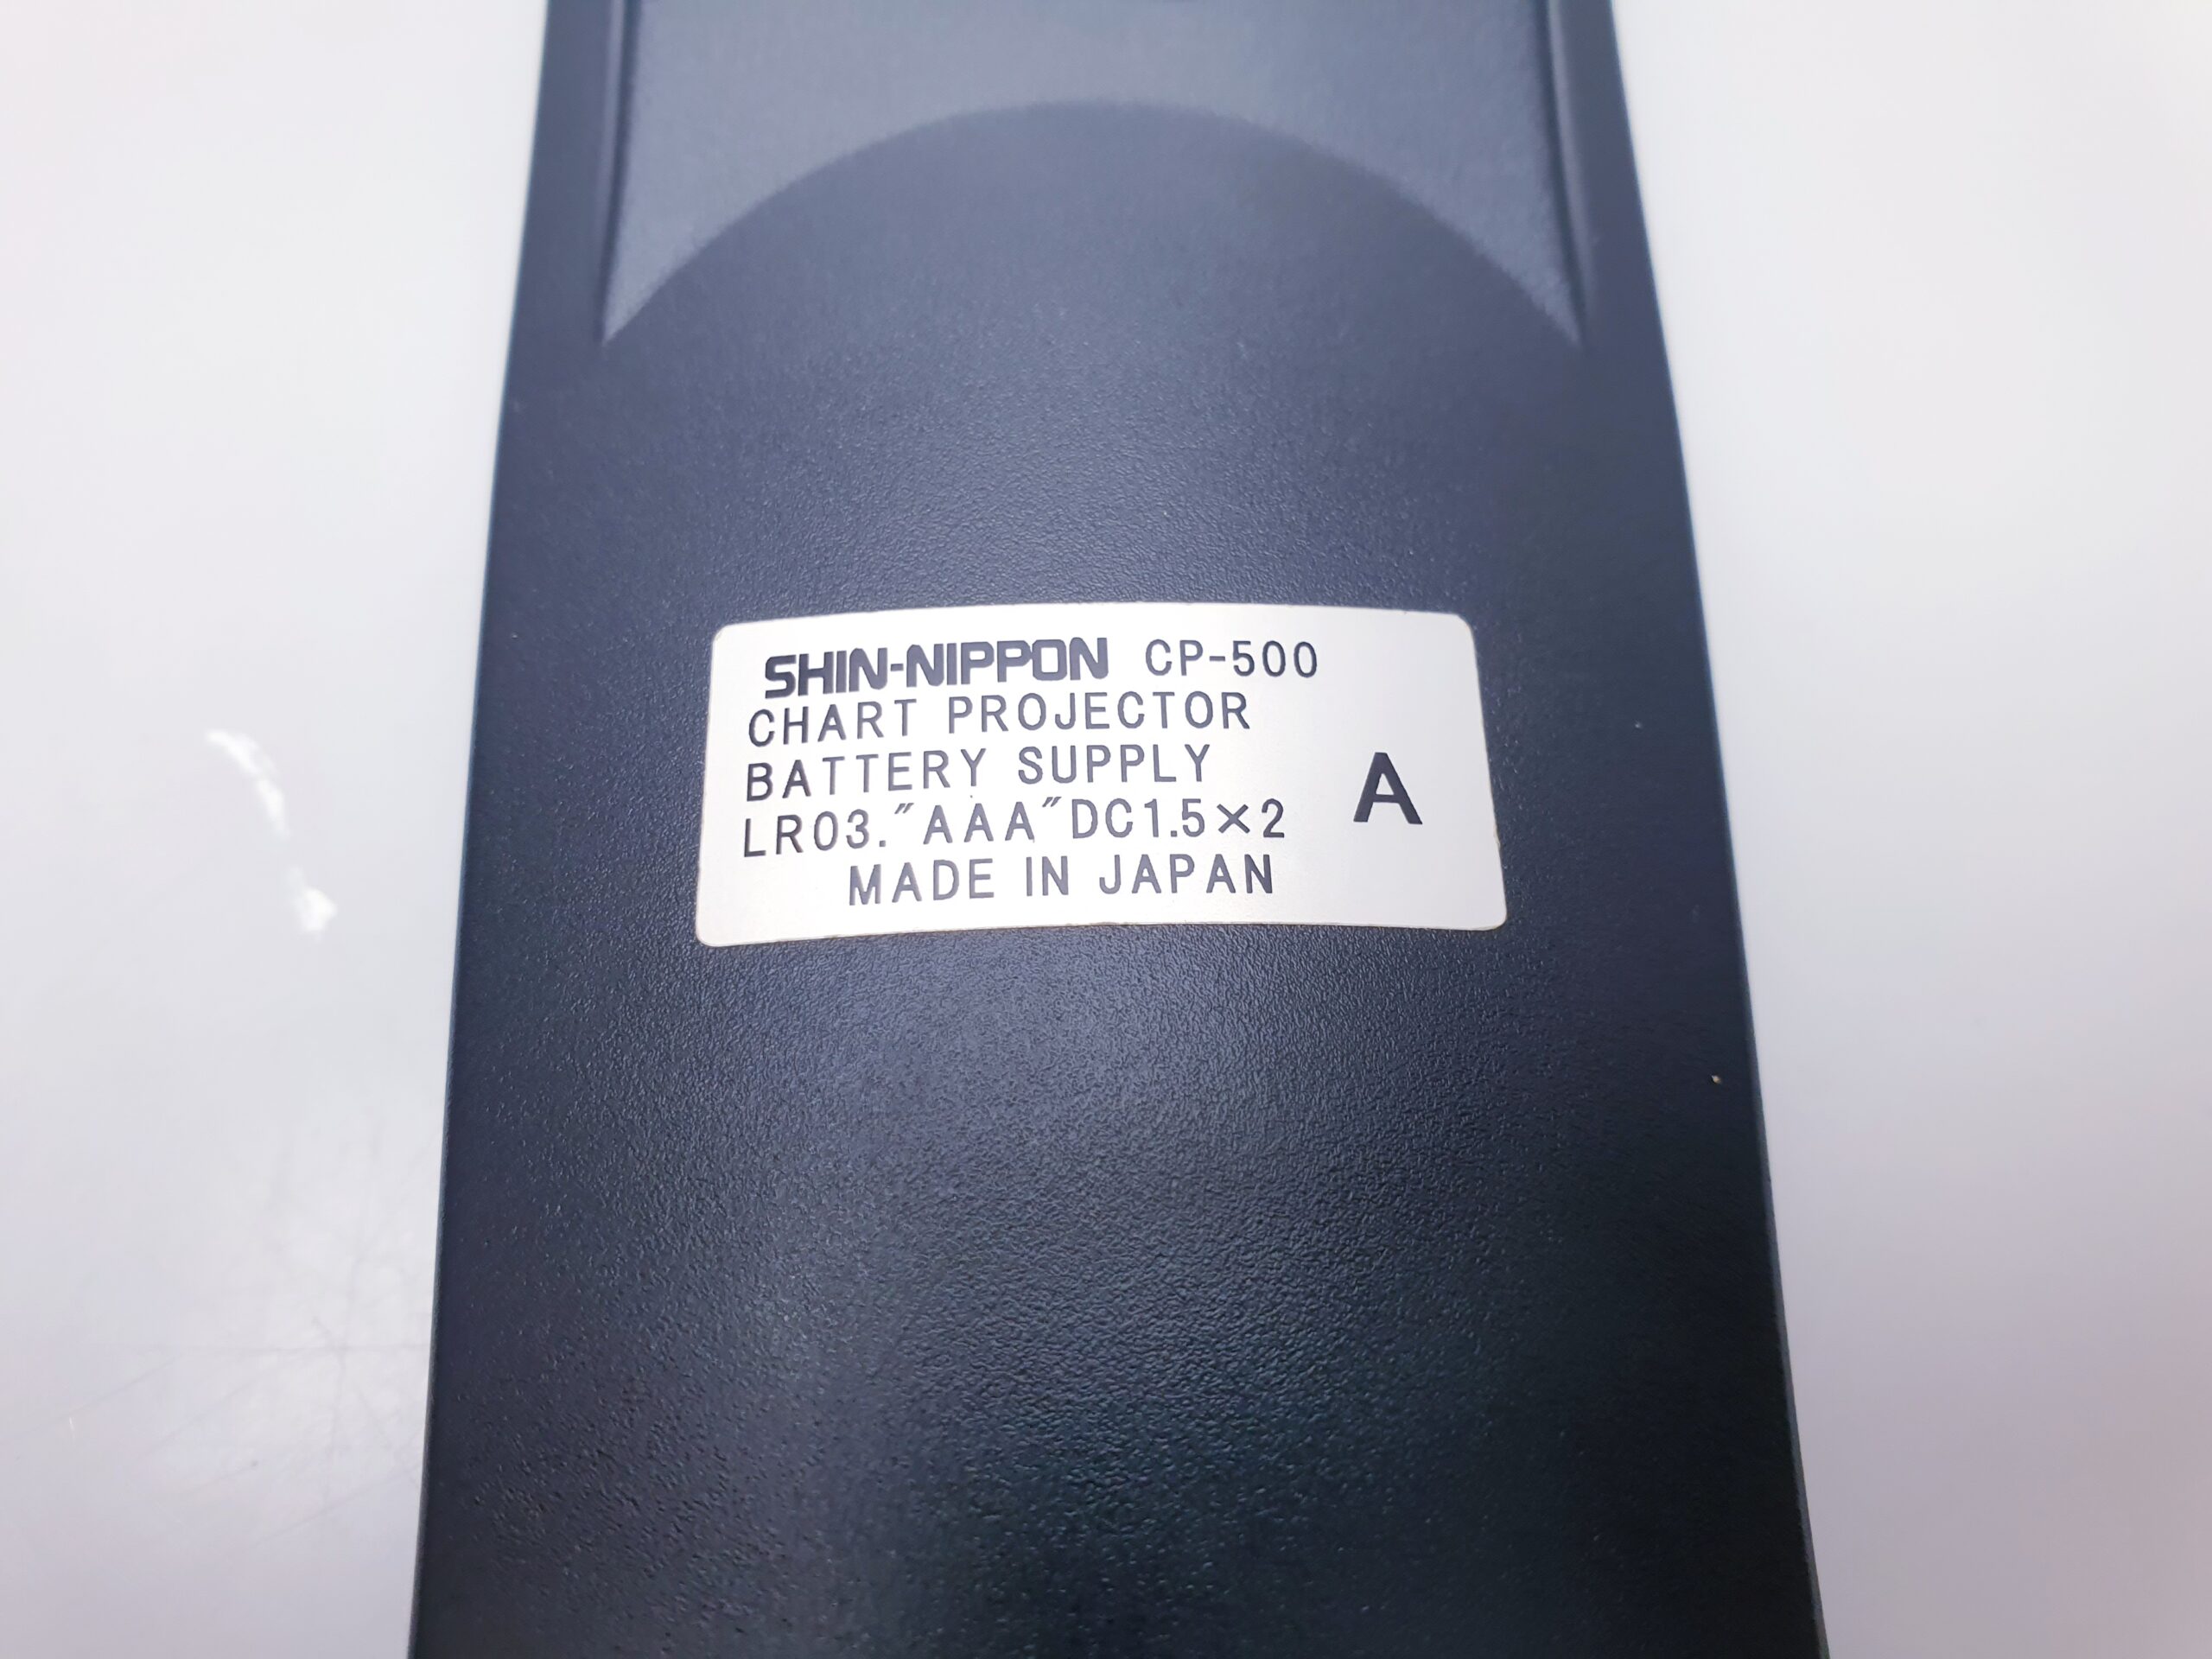 SHIN-NIPPON CP-500
CHART PROJECTOR
BATTERY SUPPLY
LR03."AAA"DC1.5×2
MADE IN JAPAN
A